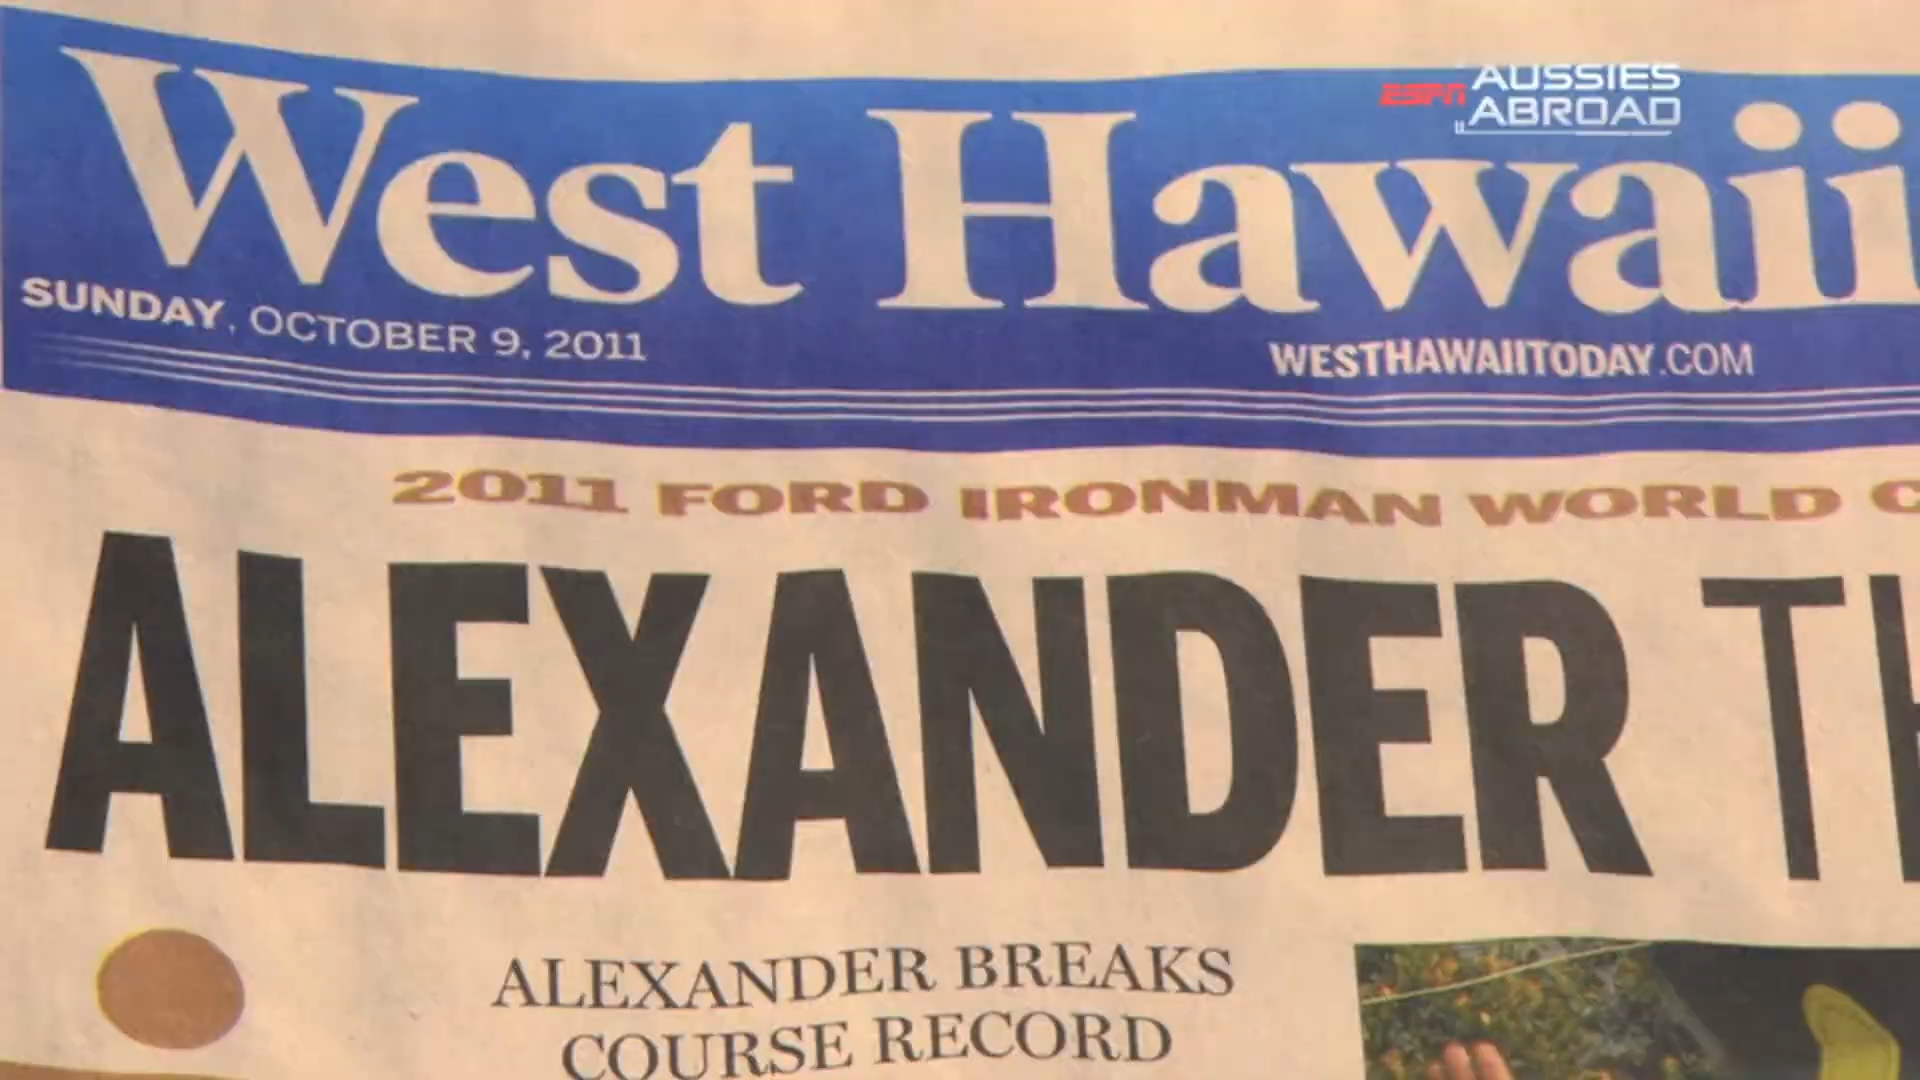 West Hawaii
ESPN AUSSIES
ABROAD
SUNDAY, OCTOBER 9, 2011
WESTHAWAIITODAY.COM
2011 FORD IRONMAN WORLD C
ALEXANDER TH
ALEXANDER BREAKS
COURSE RECORD